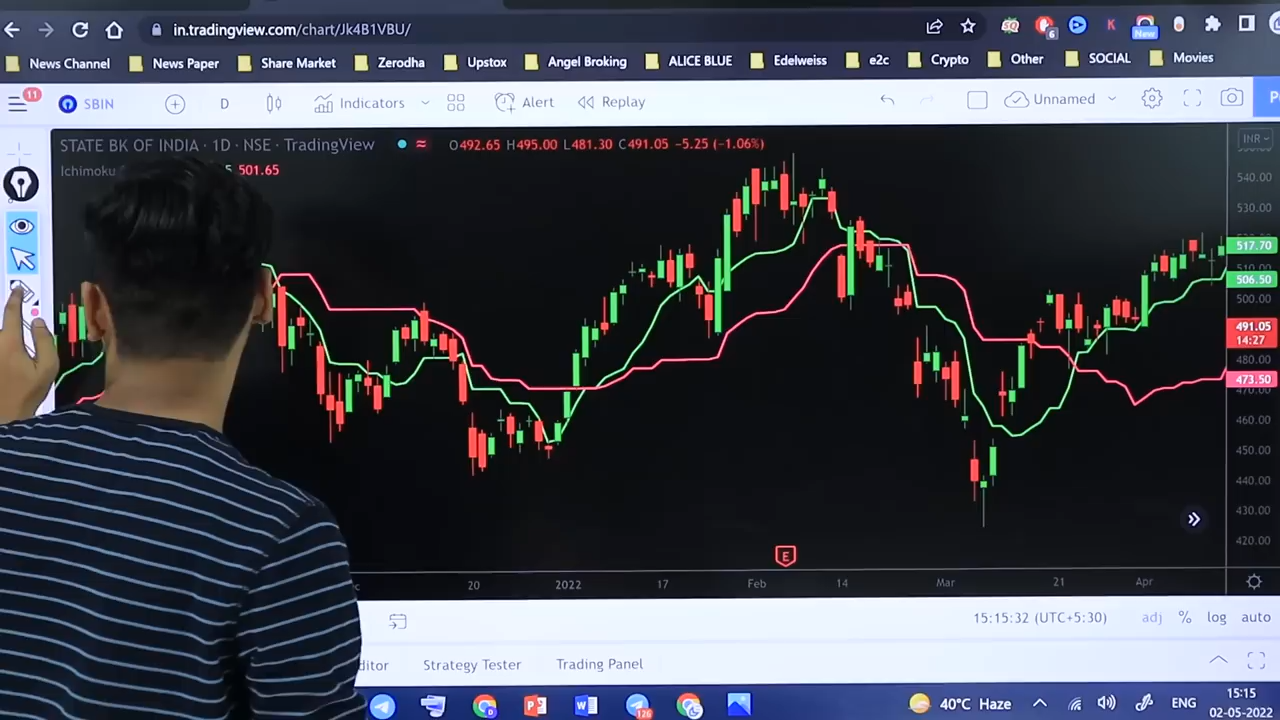 in.tradingview.com/chart/Jk4B1VBU/
6
New
News Channel News Paper Share Market Zerodha Upstox Angel Broking ALICE BLUE Edelweiss e2c Crypto Other SOCIAL Movies
11 SBIN D Indicators Alert Replay Unnamed
STATE BK OF INDIA · 1D · NSE · TradingView O492.65 H495.00 L481.30 C491.05 −5.25 (−1.06%) INR
Ichimoku 501.65
540.00
530.00
517.70
506.50
500.00
491.05
14:27
480.00
473.50
460.00
450.00
440.00
430.00
420.00
E
20 2022 17 Feb 14 Mar 21 Apr
15:15:32 (UTC+5:30) adj % log auto
Strategy Tester Trading Panel
126
40°C Haze ENG 15:15
02-05-2022